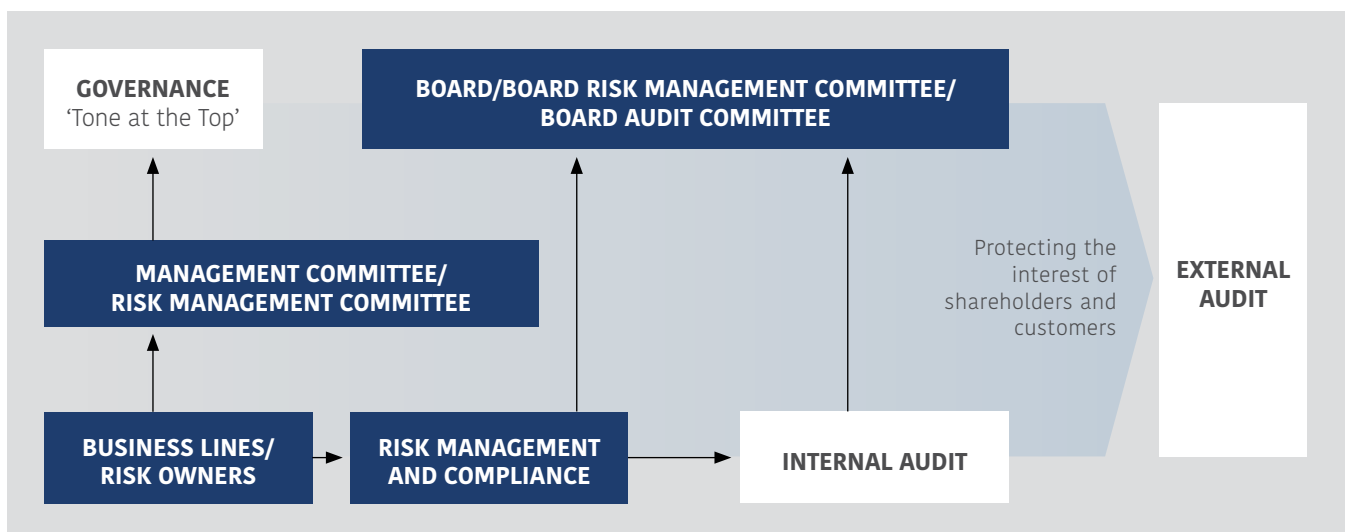 GOVERNANCE
‘Tone at the Top’
BOARD/BOARD RISK MANAGEMENT COMMITTEE/
BOARD AUDIT COMMITTEE
MANAGEMENT COMMITTEE/
RISK MANAGEMENT COMMITTEE
Protecting the
interest of
shareholders and
customers
EXTERNAL
AUDIT
BUSINESS LINES/
RISK OWNERS
RISK MANAGEMENT
AND COMPLIANCE
INTERNAL AUDIT